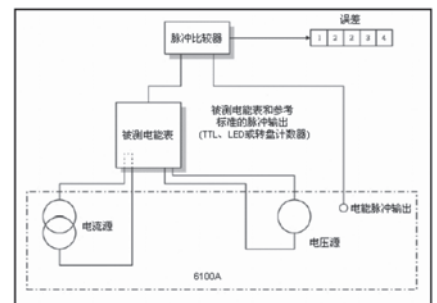 误差
脉冲比较器
1 2 2 3 4
被测电能表和参考
标准的脉冲输出
(TTL、LED或转盘计数器)
被测电能表
电流源
电压源
电能脉冲输出
6100A